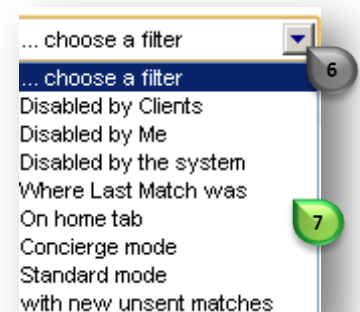 ... choose a filter
6
... choose a filter
Disabled by Clients
Disabled by Me
Disabled by the system
Where Last Match was
On home tab
7
Concierge mode
Standard mode
with new unsent matches